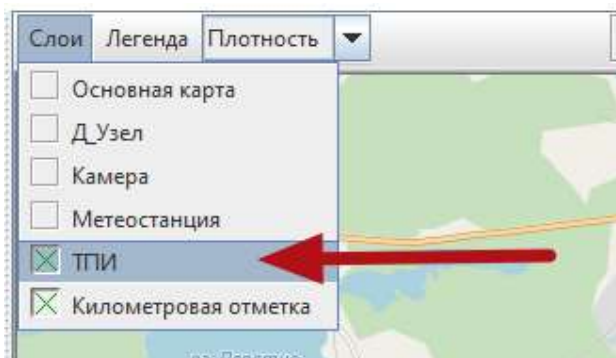 Слои Легенда Плотность
Основная карта
Д_Узел
Камера
Метеостанция
ТПИ
Километровая отметка